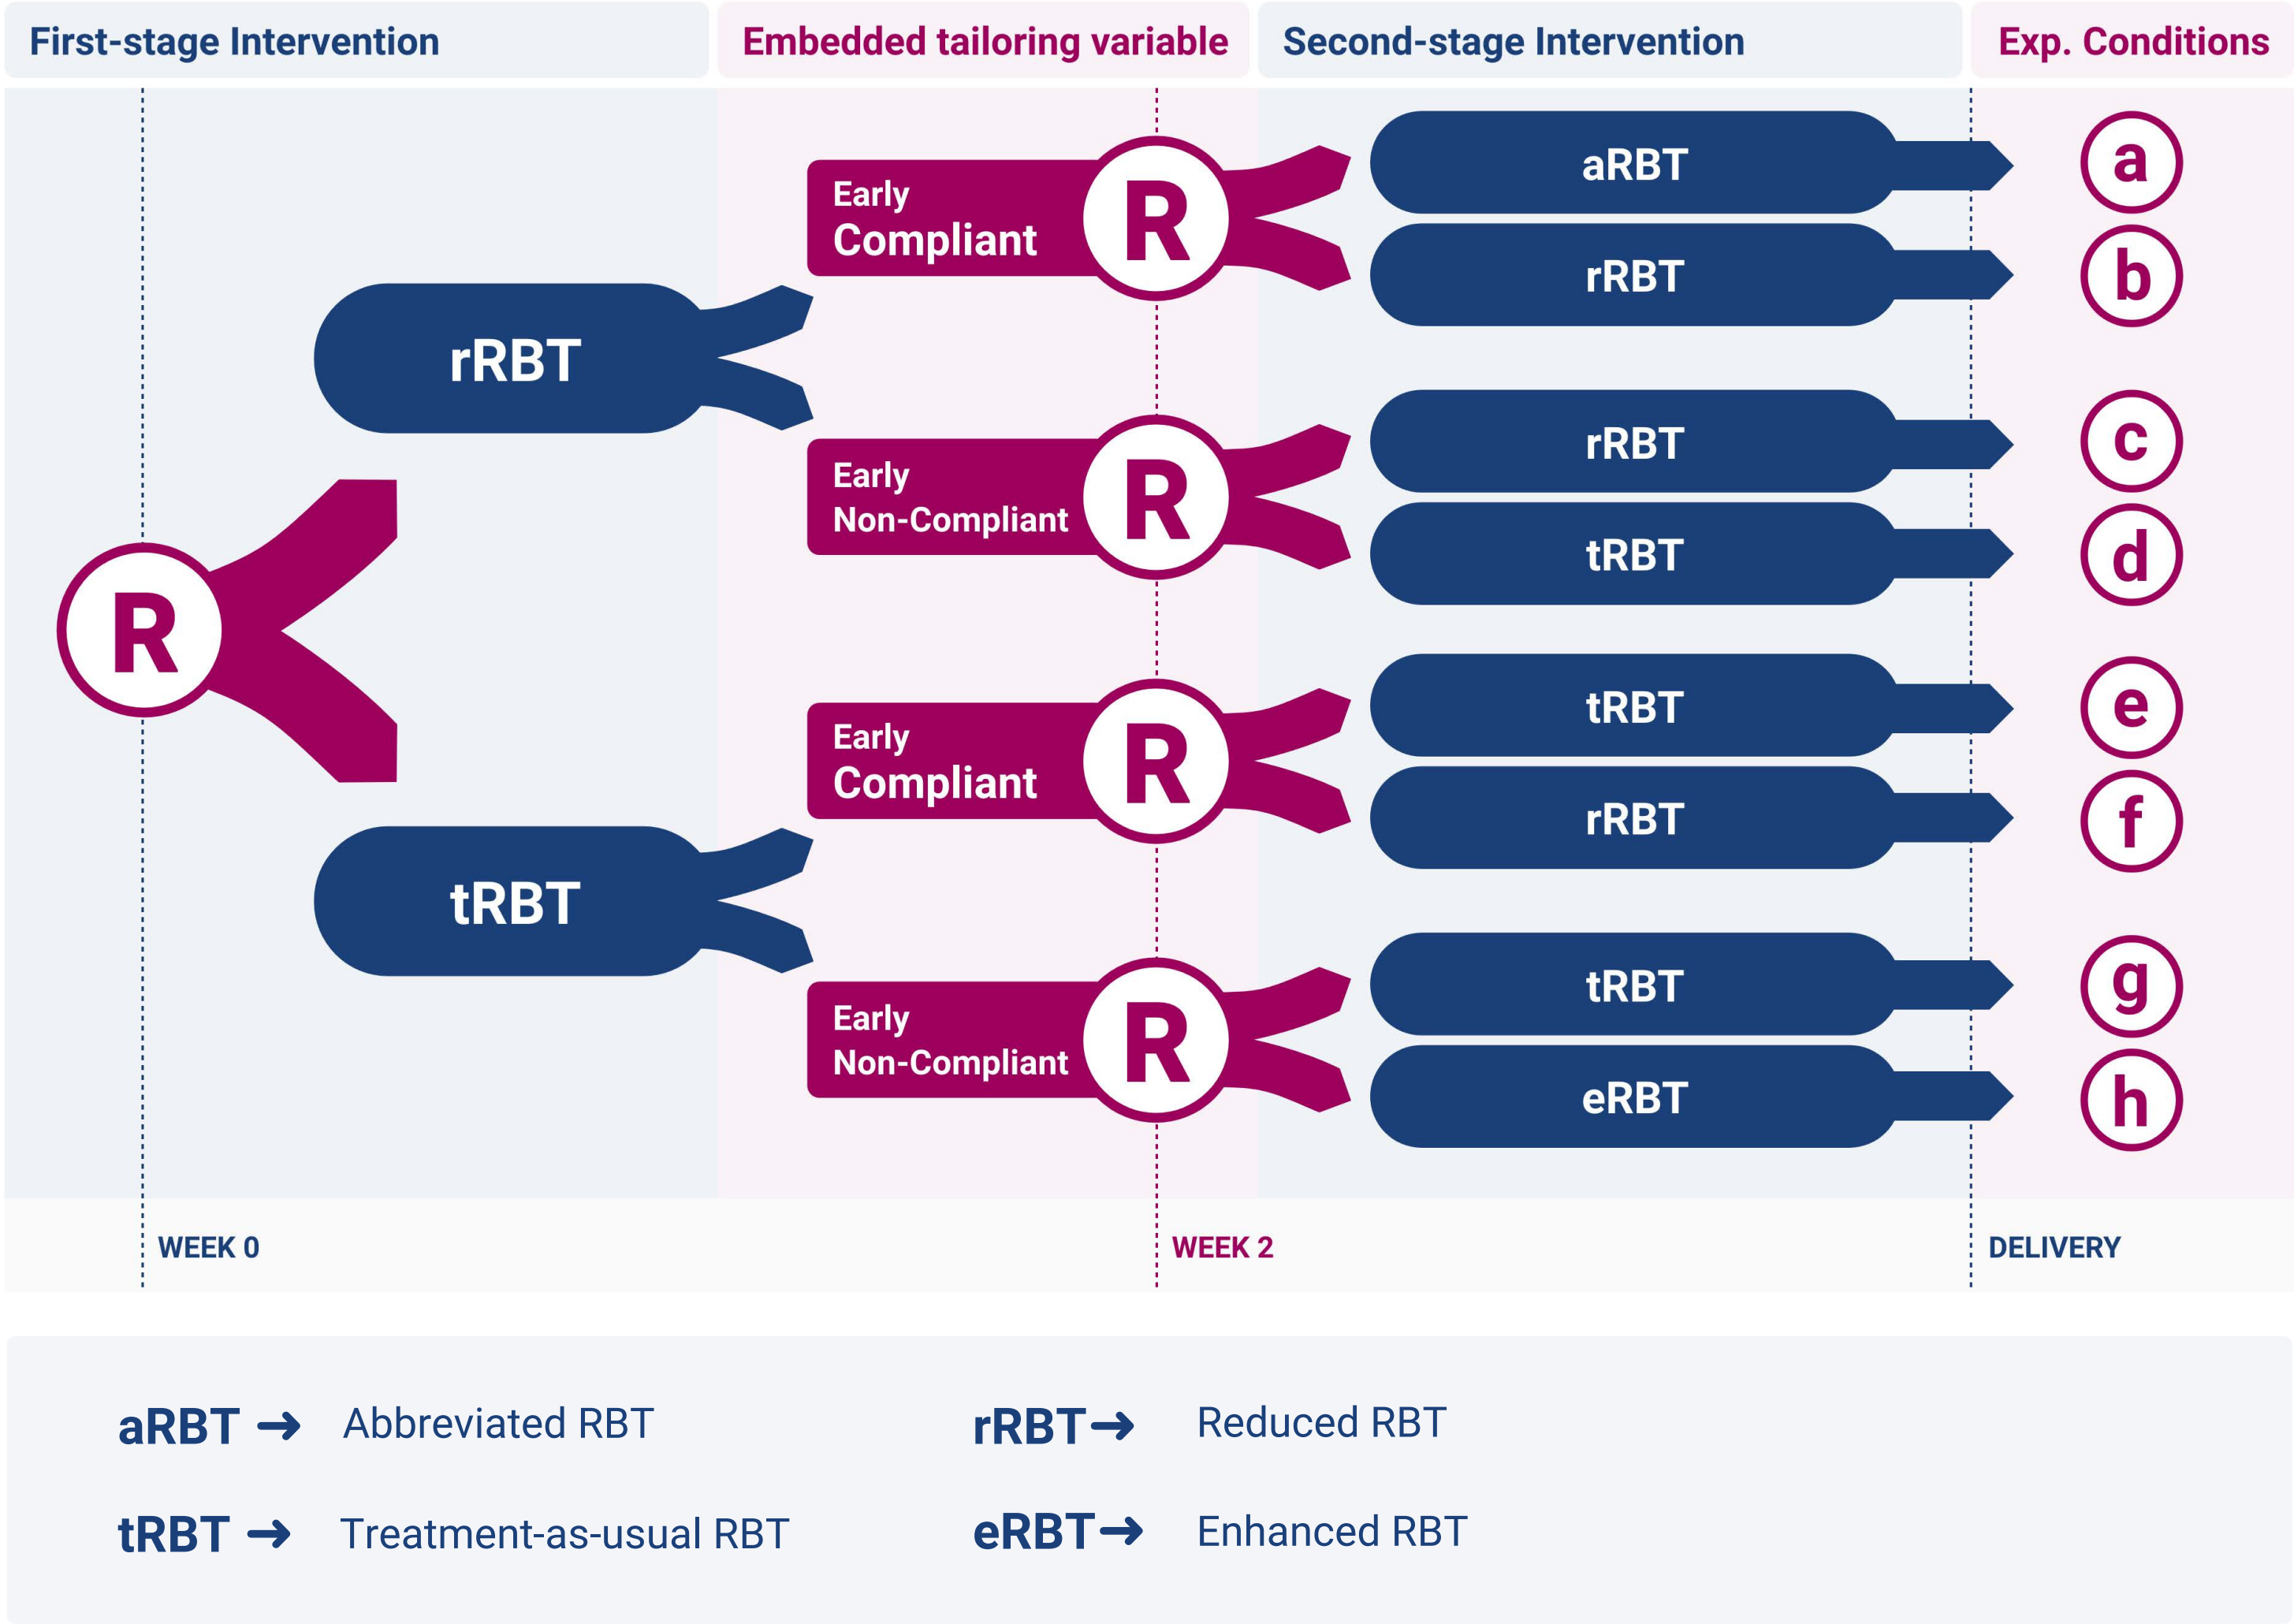 First-stage Intervention
Embedded tailoring variable
Second-stage Intervention
Exp. Conditions
R
rRBT
tRBT
Early
Compliant
R
aRBT
a
rRBT
b
Early
Non-Compliant
R
rRBT
c
tRBT
d
Early
Compliant
R
tRBT
e
rRBT
f
Early
Non-Compliant
R
tRBT
g
eRBT
h
WEEK 0
WEEK 2
DELIVERY
aRBT → Abbreviated RBT
rRBT → Reduced RBT
tRBT → Treatment-as-usual RBT
eRBT → Enhanced RBT